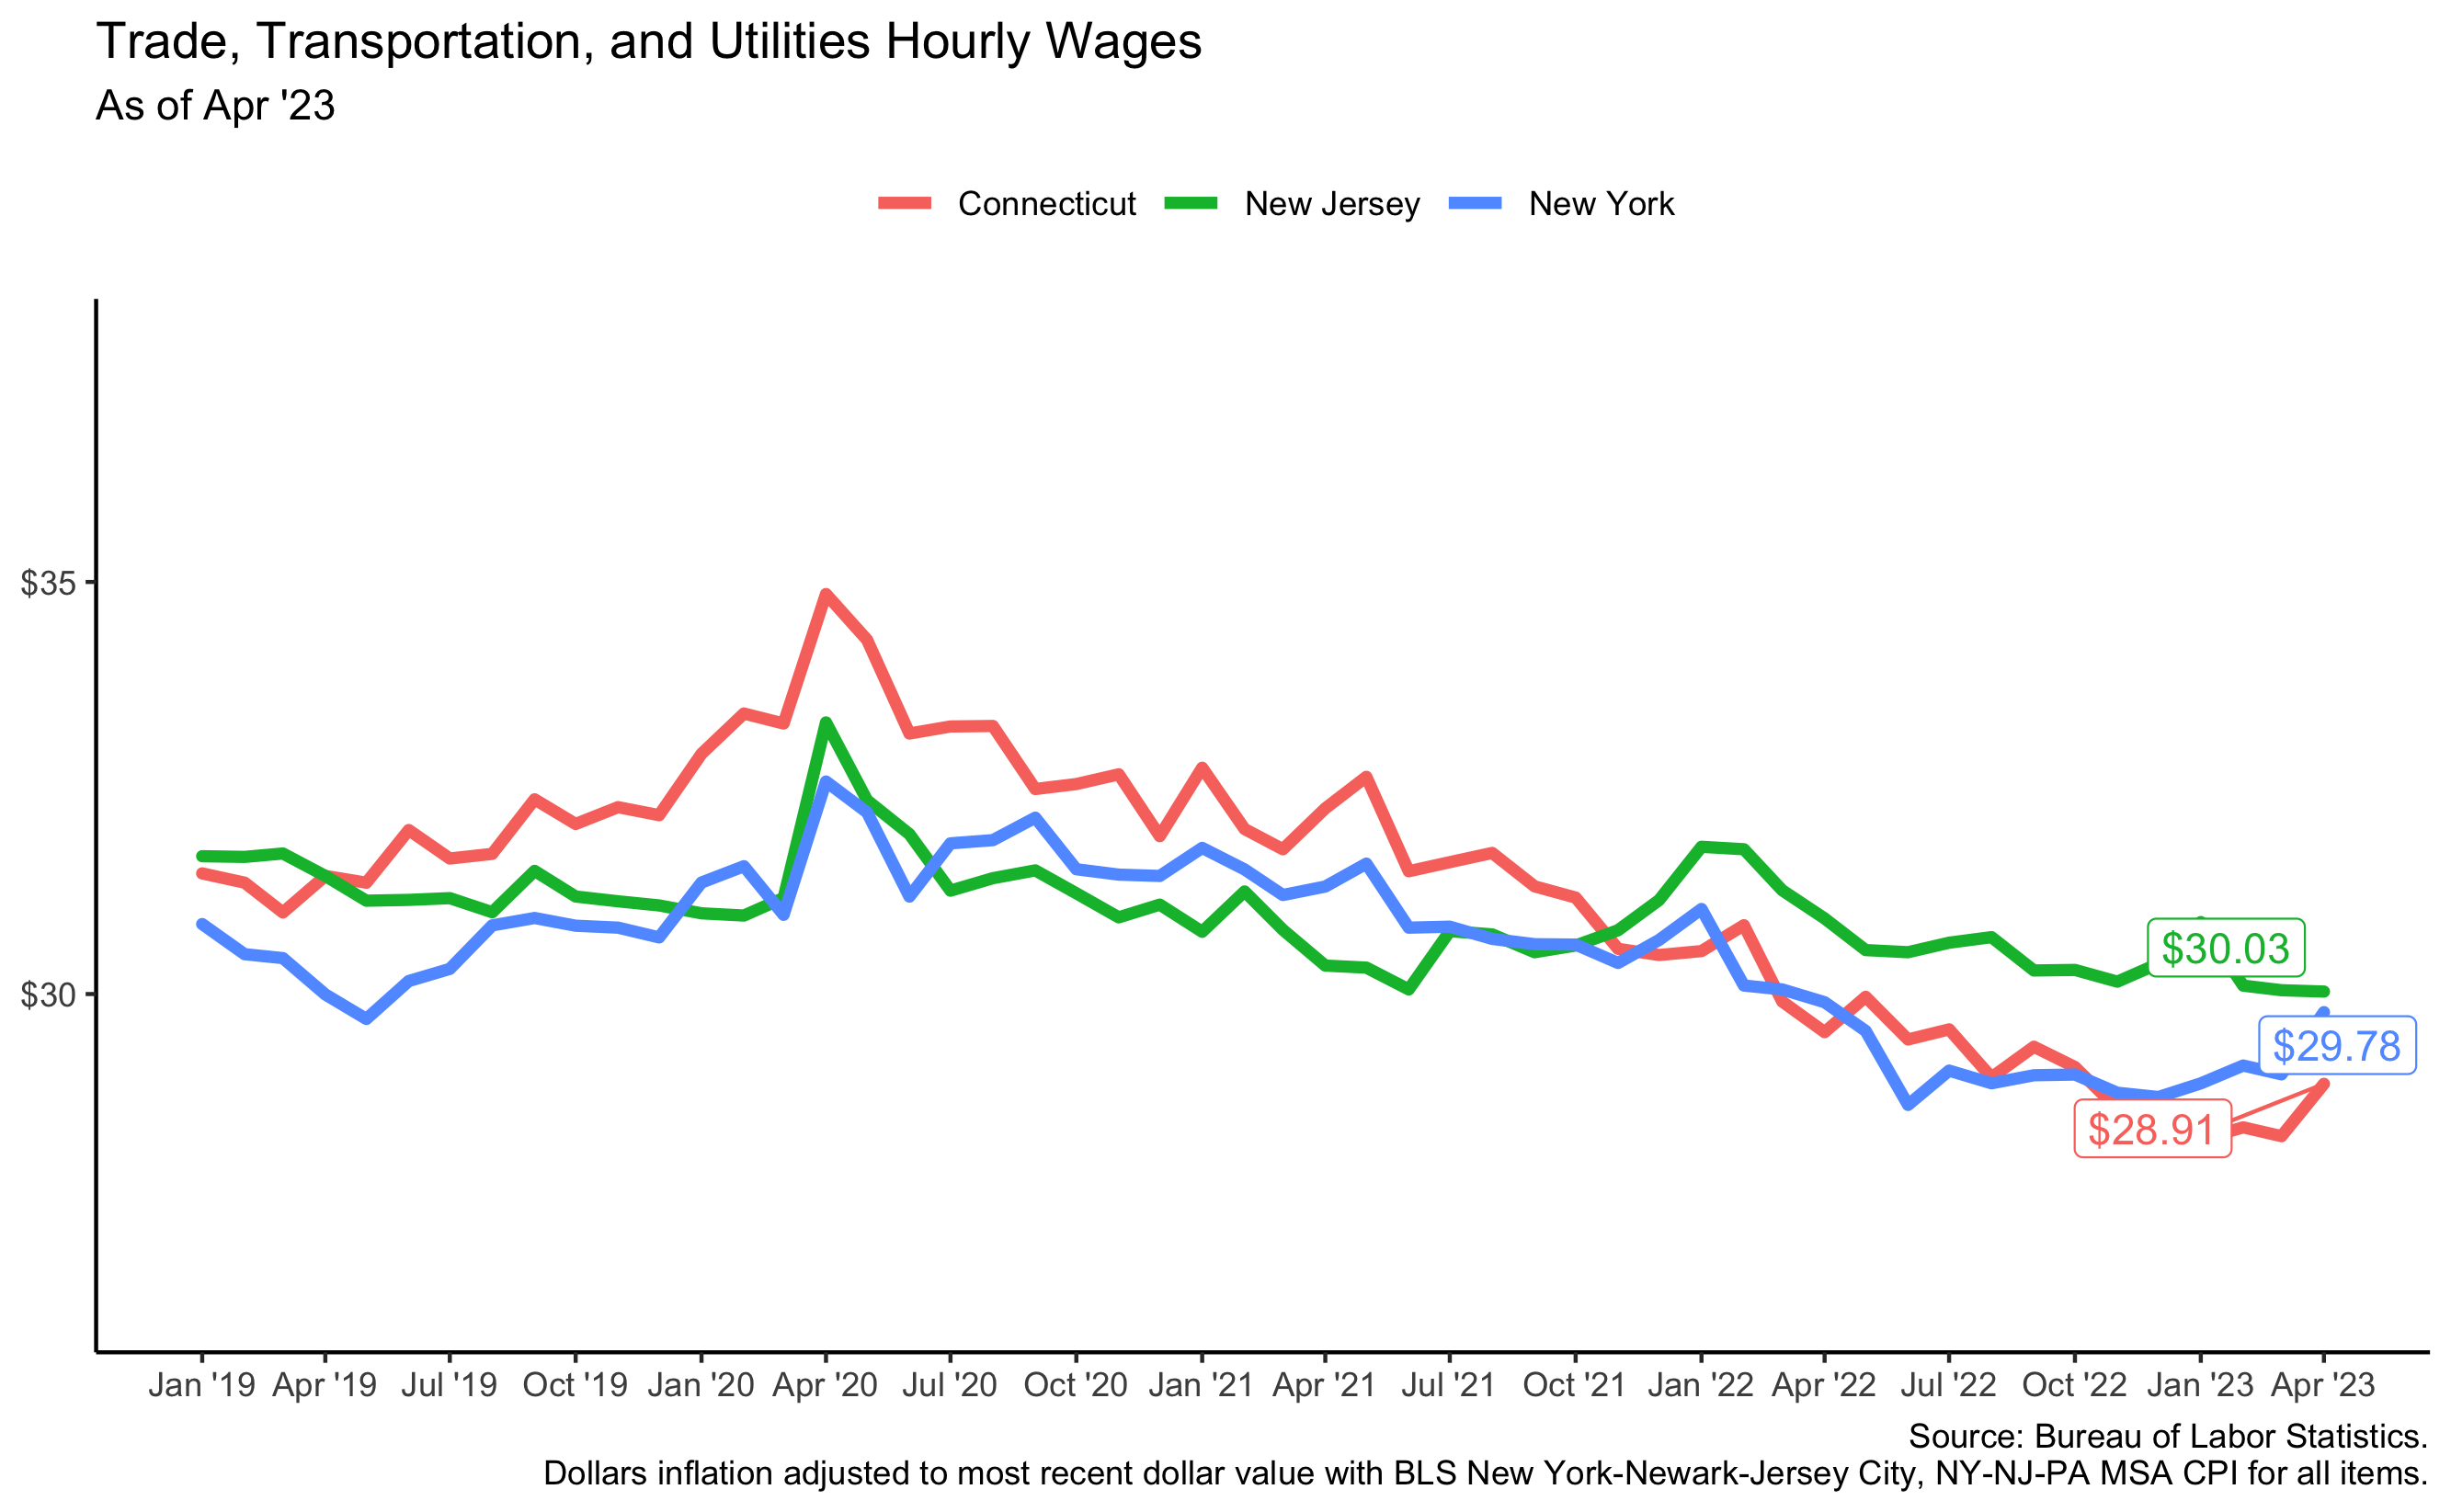 Trade, Transportation, and Utilities Hourly Wages
As of Apr '23
Connecticut New Jersey New York
$35
$30
$30.03
$29.78
$28.91
Jan '19 Apr '19 Jul '19 Oct '19 Jan '20 Apr '20 Jul '20 Oct '20 Jan '21 Apr '21 Jul '21 Oct '21 Jan '22 Apr '22 Jul '22 Oct '22 Jan '23 Apr '23
Source: Bureau of Labor Statistics.
Dollars inflation adjusted to most recent dollar value with BLS New York-Newark-Jersey City, NY-NJ-PA MSA CPI for all items.